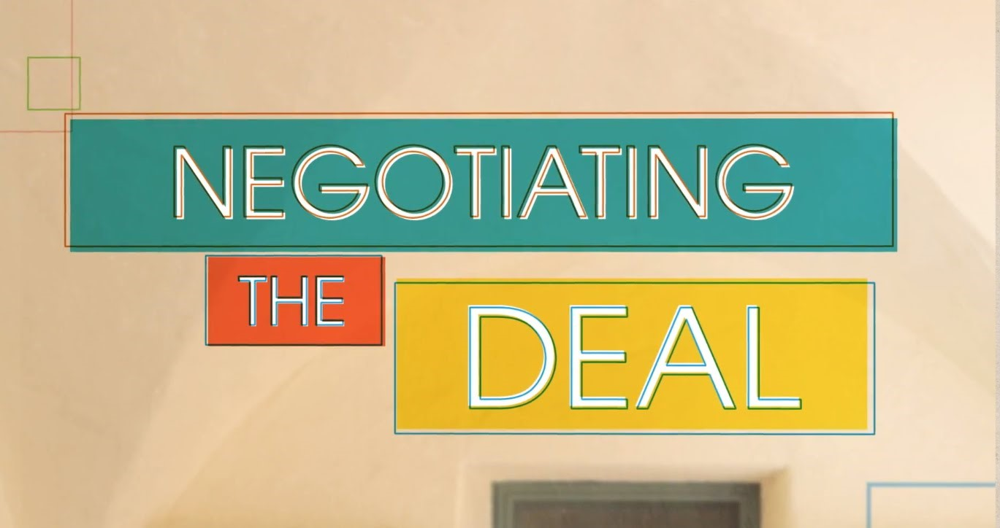 NEGOTIATING
THE
DEAL